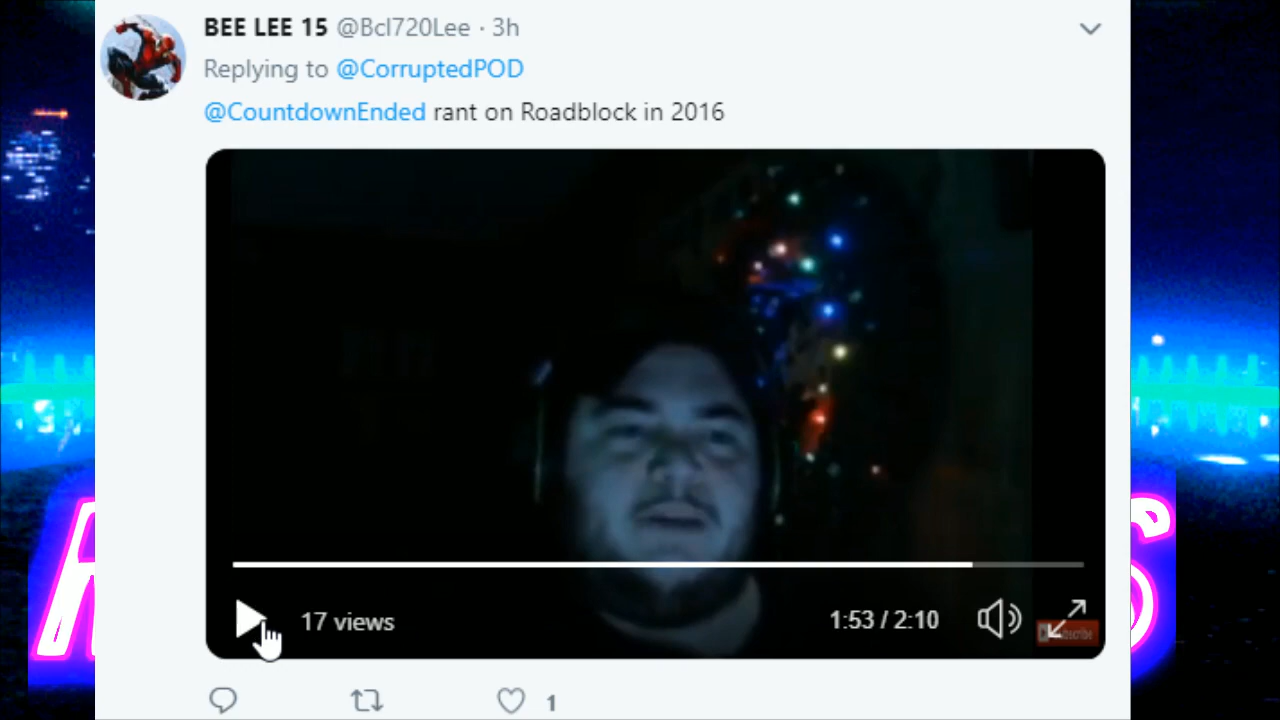 BEE LEE 15 @Bcl720Lee · 3h
Replying to @CorruptedPOD
@CountdownEnded rant on Roadblock in 2016
17 views
1:53 / 2:10
1